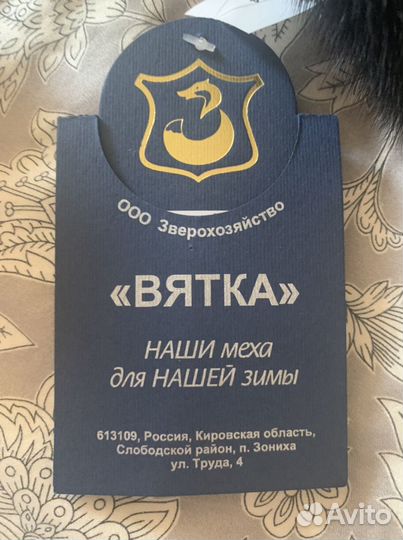 ООО Зверохозяйство
«ВЯТКА»
НАШИ меха
для НАШЕЙ зимы
613109, Россия, Кировская область,
Слободской район, п. Зониха
ул. Труда, 4
Avito